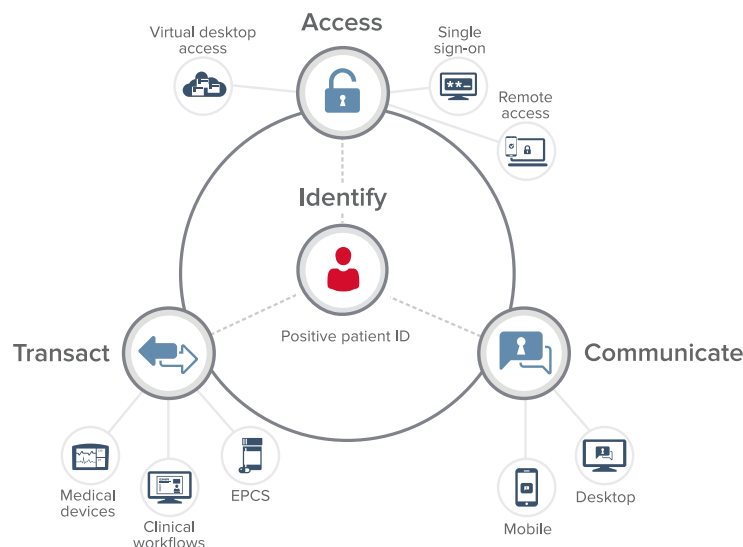 Access
Virtual desktop
access
Single
sign-on
**_
Remote
access
Identify
Positive patient ID
Transact
Communicate
Medical
devices
Clinical
workflows
EPCS
Mobile
Desktop